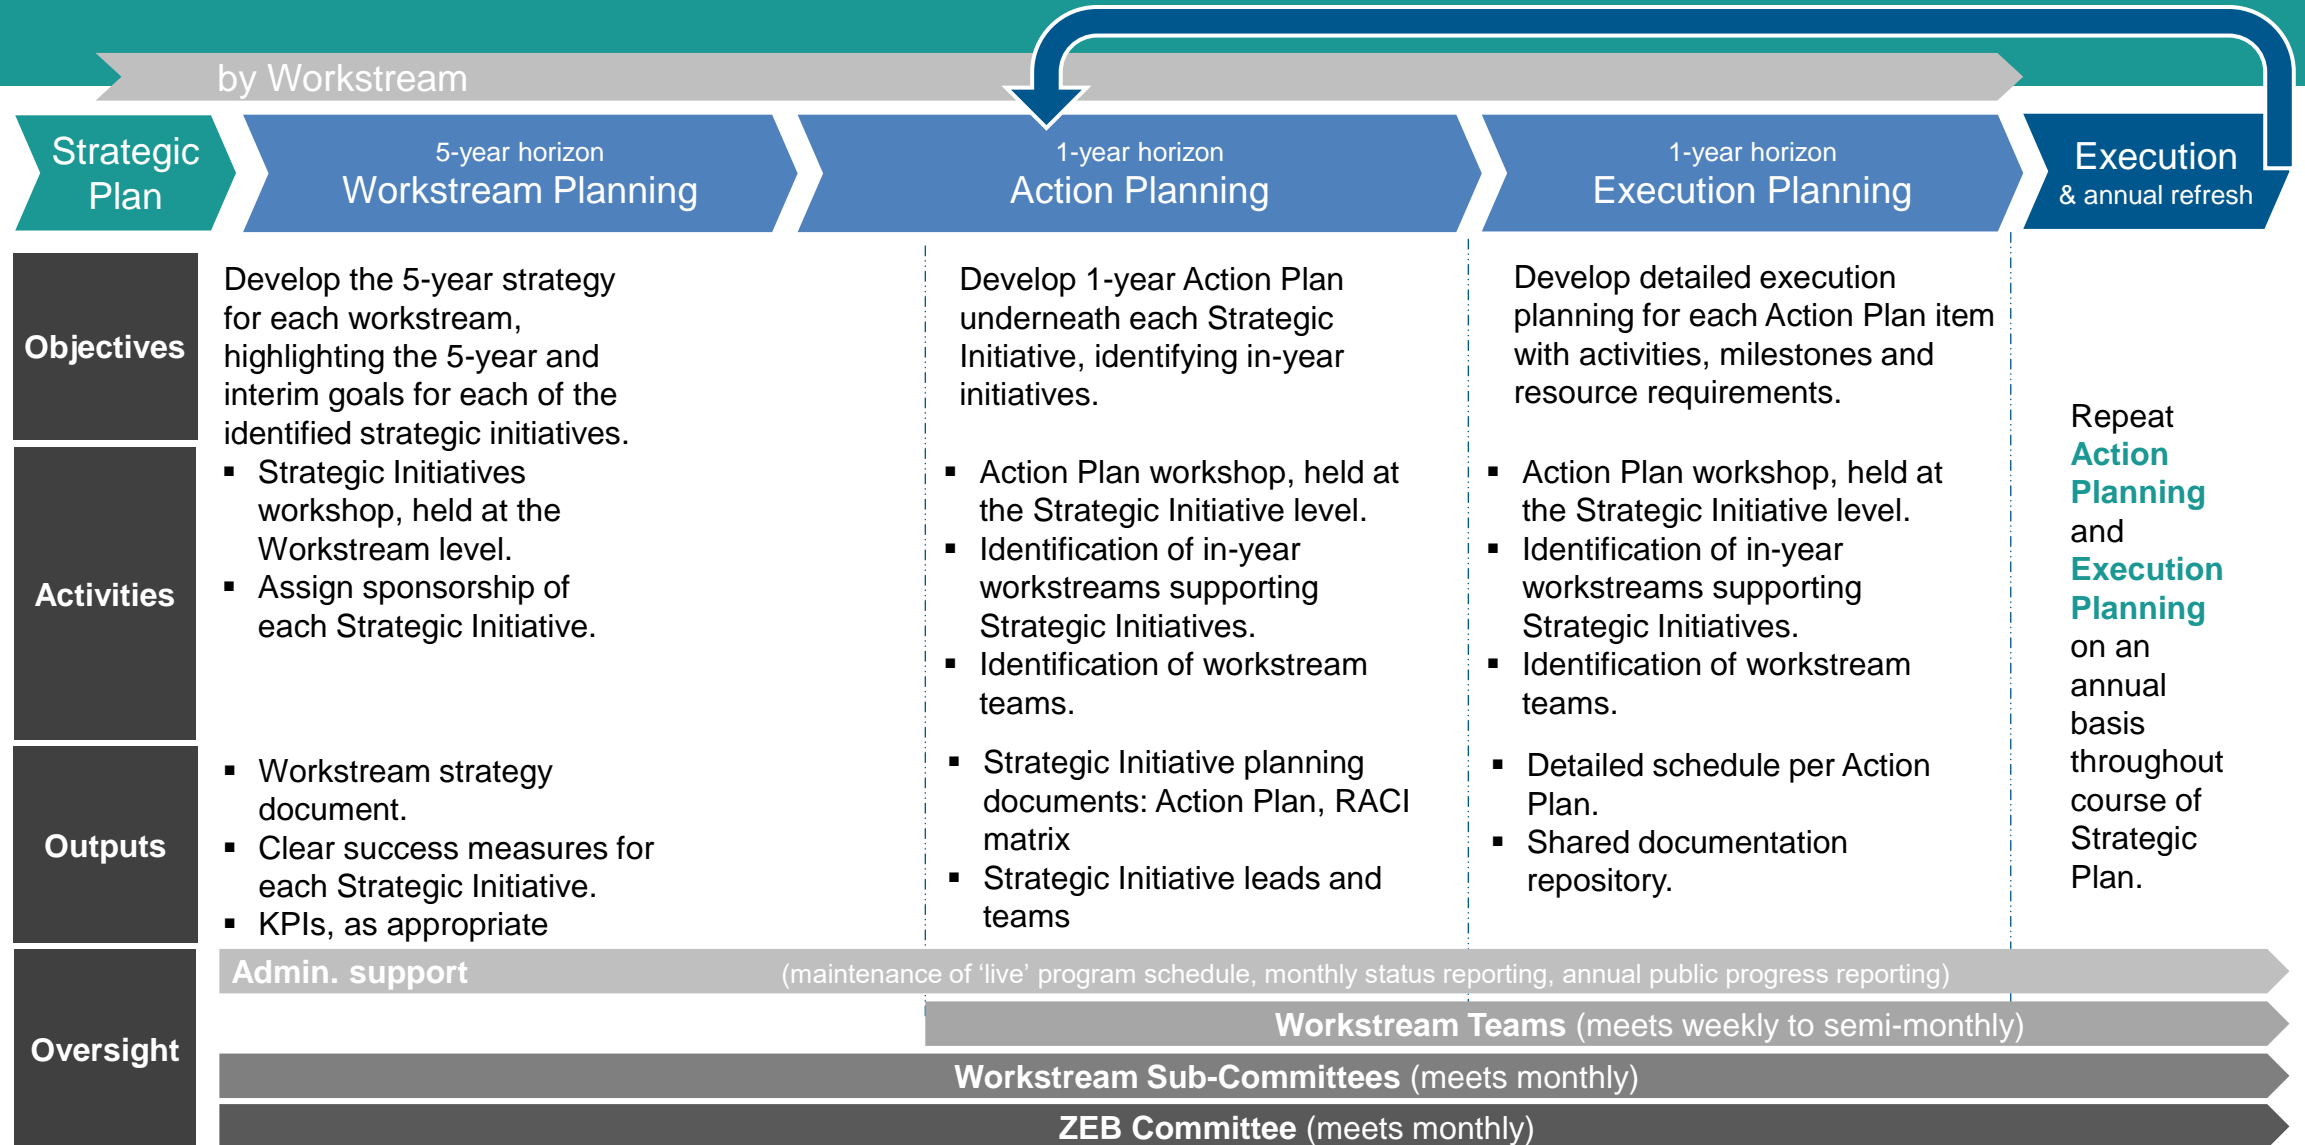 by Workstream
Strategic
Plan
5-year horizon
Workstream Planning
1-year horizon
Action Planning
1-year horizon
Execution Planning
Execution
& annual refresh
Objectives
Develop the 5-year strategy
for each workstream,
highlighting the 5-year and
interim goals for each of the
identified strategic initiatives.
Develop 1-year Action Plan
underneath each Strategic
Initiative, identifying in-year
initiatives.
Develop detailed execution
planning for each Action Plan item
with activities, milestones and
resource requirements.
Activities
▪ Strategic Initiatives
workshop, held at the
Workstream level.
▪ Assign sponsorship of
each Strategic Initiative.
▪ Action Plan workshop, held at
the Strategic Initiative level.
▪ Identification of in-year
workstreams supporting
Strategic Initiatives.
▪ Identification of workstream
teams.
▪ Action Plan workshop, held at
the Strategic Initiative level.
▪ Identification of in-year
workstreams supporting
Strategic Initiatives.
▪ Identification of workstream
teams.
Outputs
▪ Workstream strategy
document.
▪ Clear success measures for
each Strategic Initiative.
▪ KPIs, as appropriate
▪ Strategic Initiative planning
documents: Action Plan, RACI
matrix
▪ Strategic Initiative leads and
teams
▪ Detailed schedule per Action
Plan.
▪ Shared documentation
repository.
Repeat
Action
Planning
and
Execution
Planning
on an
annual
basis
throughout
course of
Strategic
Plan.
Oversight
Admin. support (maintenance of ‘live’ program schedule, monthly status reporting, annual public progress reporting)
Workstream Teams (meets weekly to semi-monthly)
Workstream Sub-Committees (meets monthly)
ZEB Committee (meets monthly)